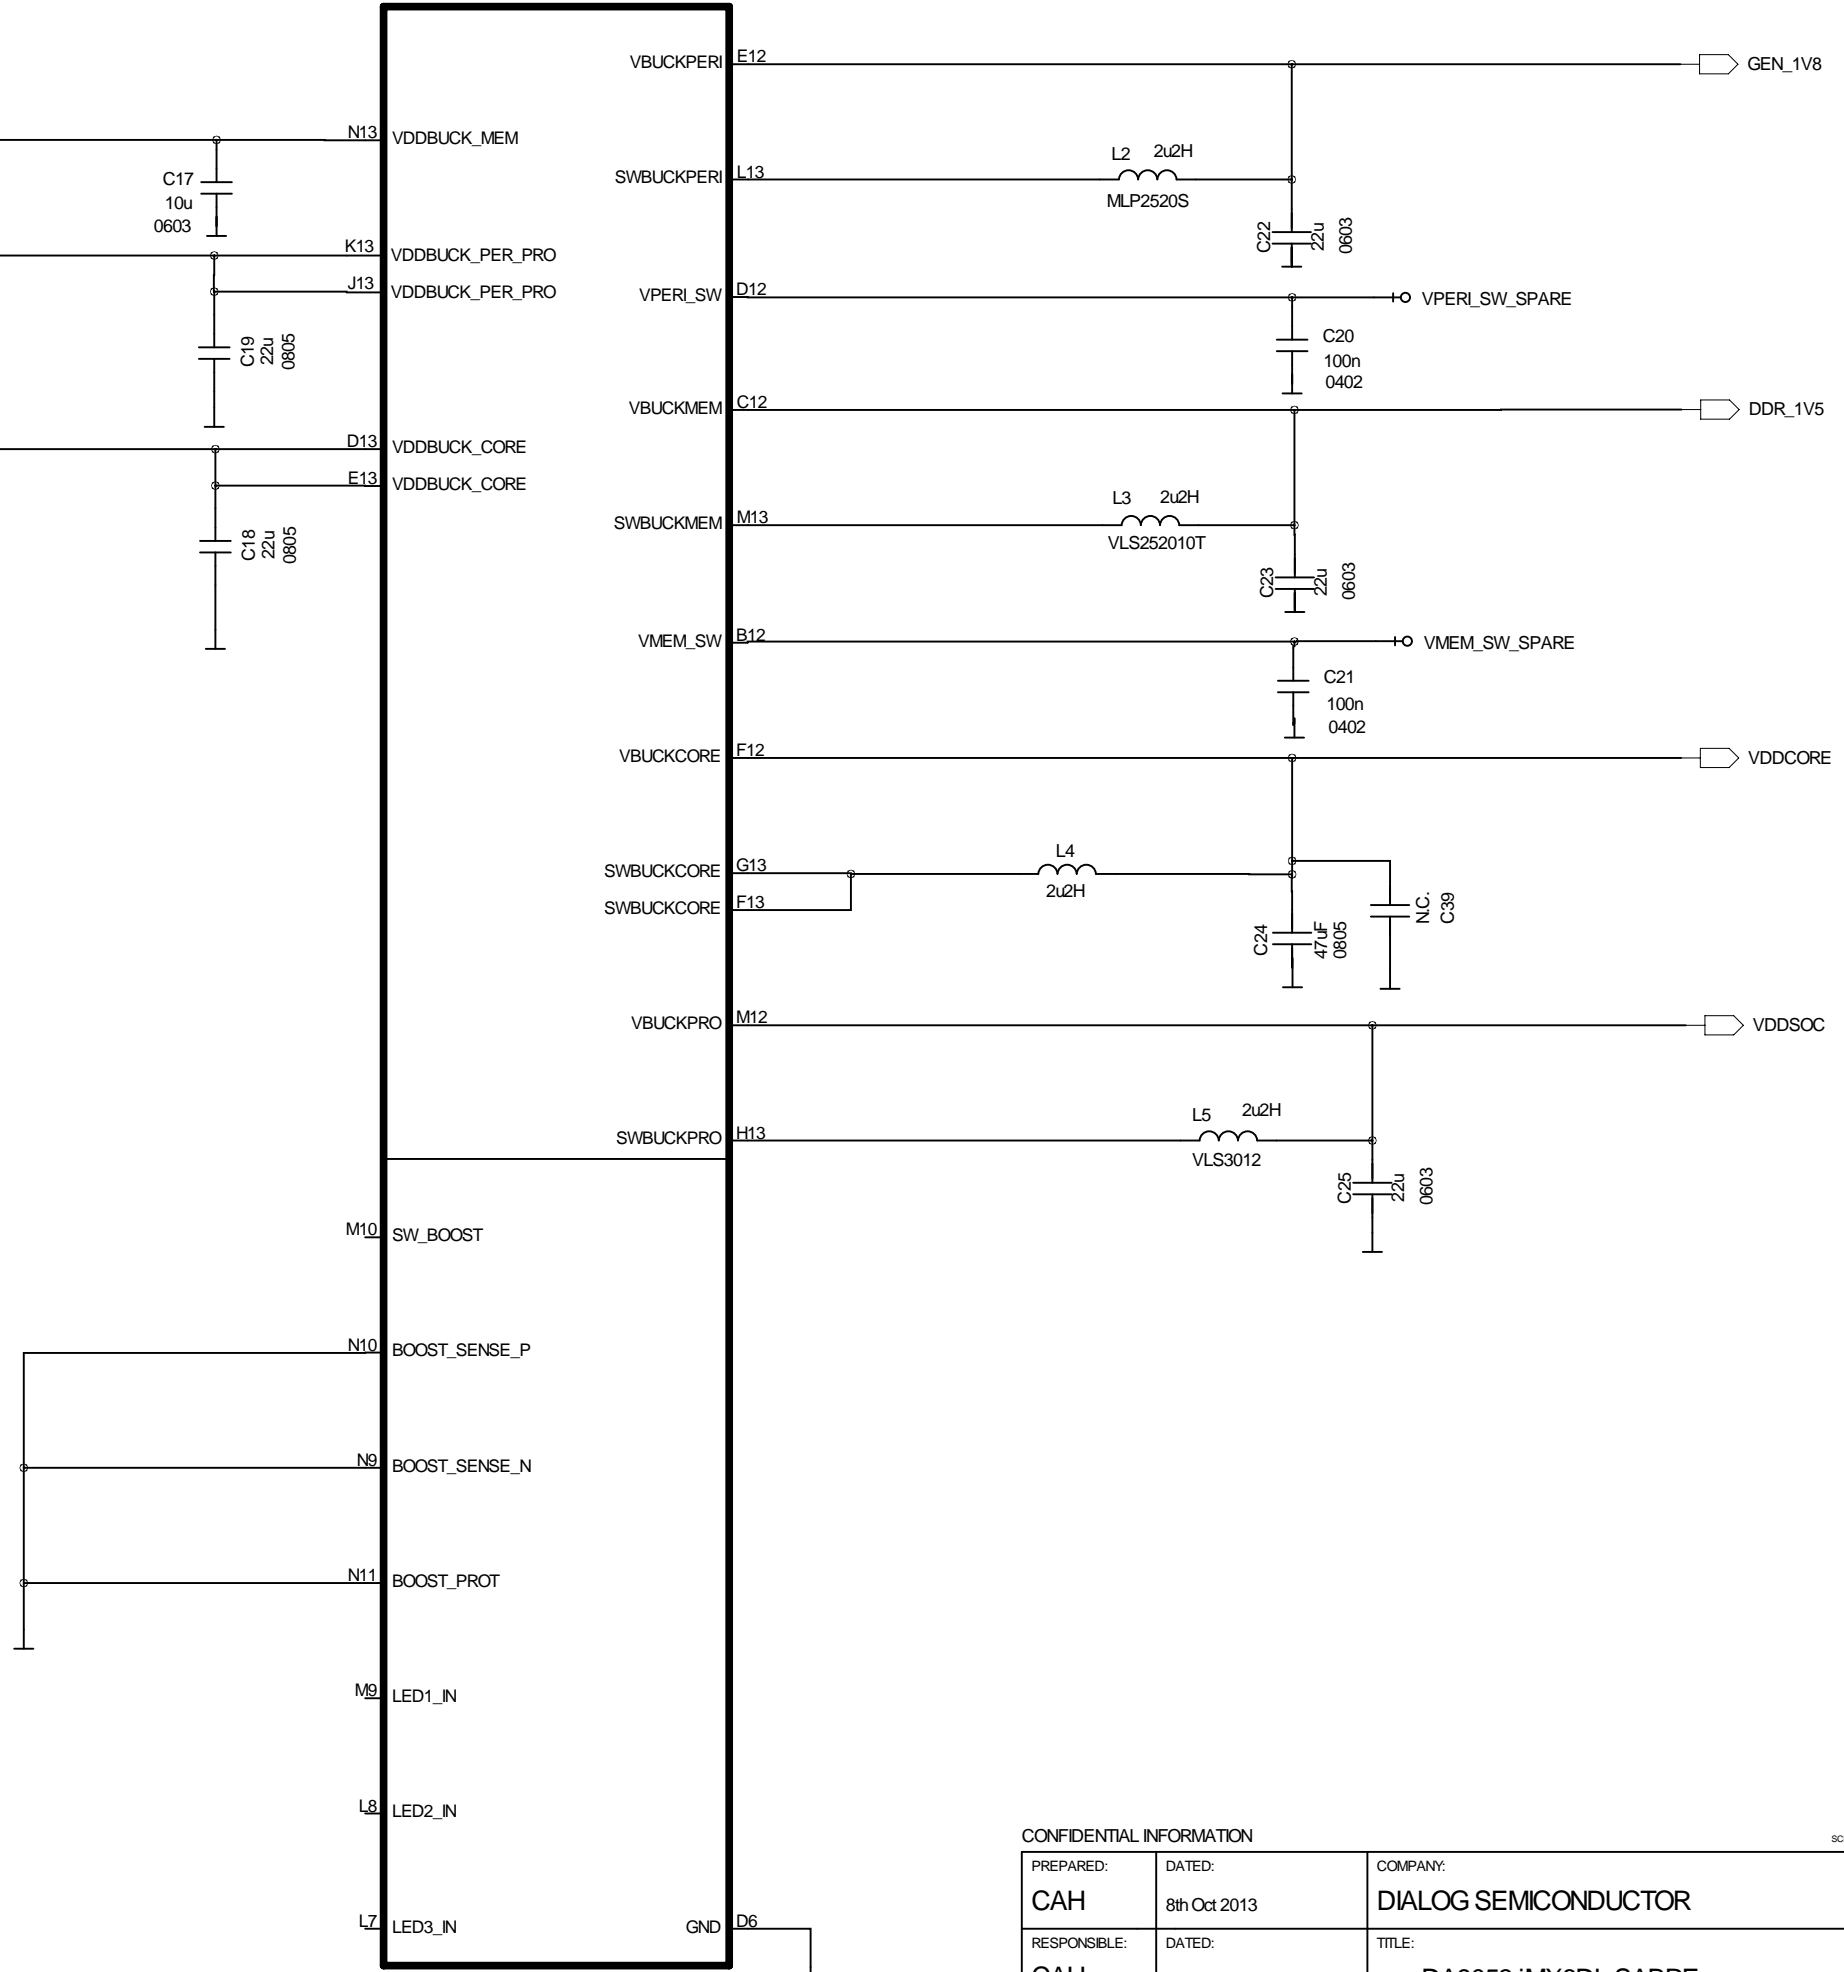 VBUCKPERI E12
GEN_1V8
N13 VDDBUCK_MEM
L2 2u2H
SWBUCKPERI L13
C17
10u
0603
MLP2520S
C22
22u
0603
K13 VDDBUCK_PER_PRO
J13 VDDBUCK_PER_PRO
VPERI_SW D12
VPERI_SW_SPARE
C19
22u
0805
C20
100n
0402
VBUCKMEM C12
DDR_1V5
D13 VDDBUCK_CORE
E13 VDDBUCK_CORE
L3 2u2H
SWBUCKMEM M13
VLS252010T
C18
22u
0805
C23
22u
0603
VMEM_SW B12
VMEM_SW_SPARE
C21
100n
0402
VBUCKCORE F12
VDDCORE
L4
SWBUCKCORE G13
2u2H
SWBUCKCORE F13
N.C.
C39
C24
47uF
0805
VBUCKPRO M12
VDDSOC
L5 2u2H
SWBUCKPRO H13
VLS3012
C25
22u
0603
M10 SW_BOOST
N10 BOOST_SENSE_P
N9 BOOST_SENSE_N
N11 BOOST_PROT
M9 LED1_IN
L8 LED2_IN
L7 LED3_IN
GND D6
CONFIDENTIAL INFORMATION
PREPARED: DATED: COMPANY:
CAH 8th Oct 2013 DIALOG SEMICONDUCTOR
RESPONSIBLE: DATED: TITLE:
CAH